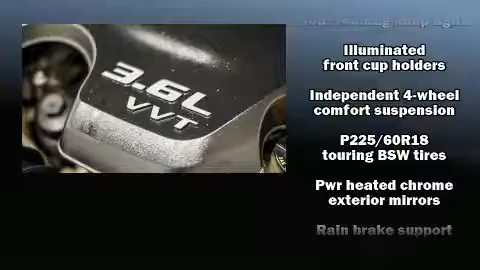 3.6L
VVT
Illuminated
front cup holders
Independent 4-wheel
comfort suspension
P225/60R18
touring BSW tires
Pwr heated chrome
exterior mirrors
Rain brake support